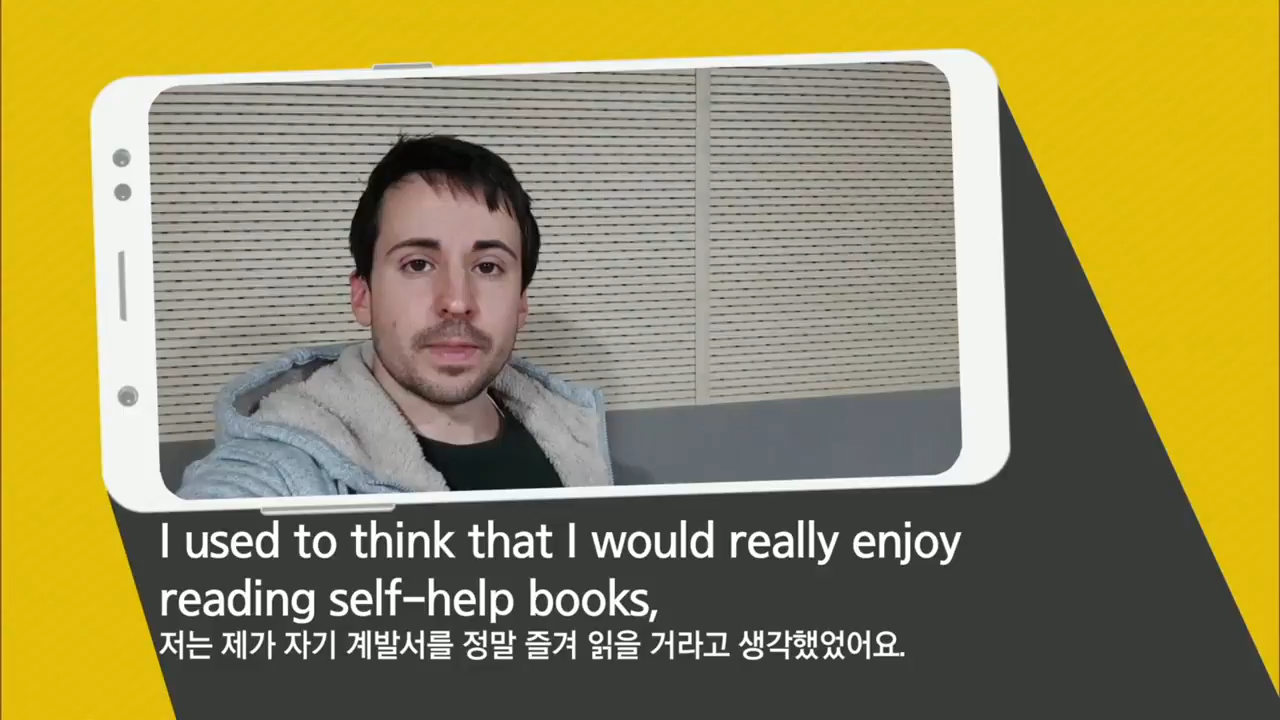 I used to think that I would really enjoy
reading self-help books,
저는 제가 자기 계발서를 정말 즐겨 읽을 거라고 생각했었어요.